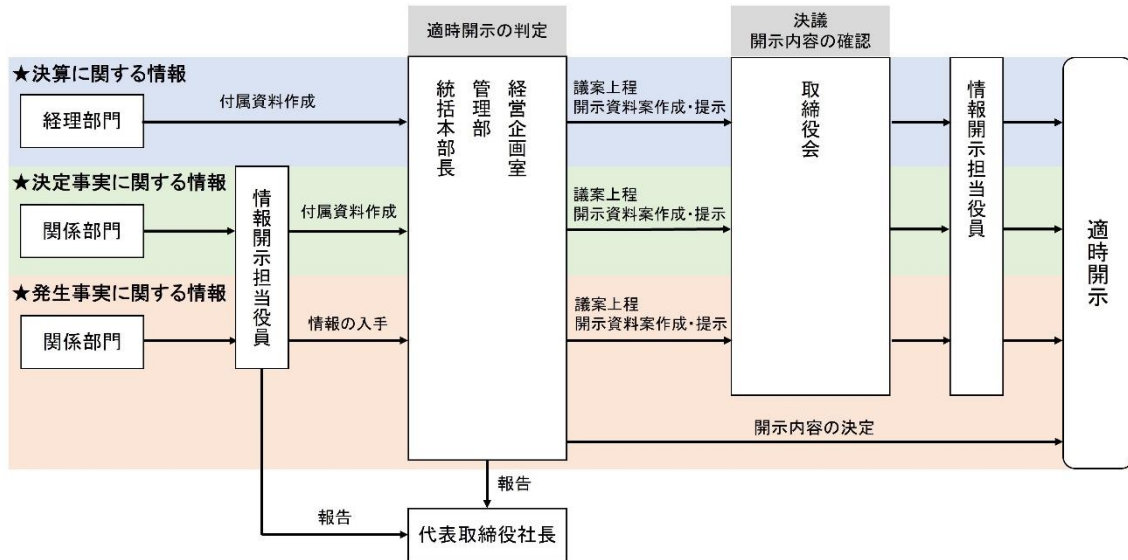 適時開示の判定
決議
開示内容の確認
★決算に関する情報
経理部門
付属資料作成
経営企画室
管理部
統括本部長
議案上程
開示資料案作成・提示
取締役会
情報開示担当役員
適時開示
★決定事実に関する情報
関係部門
情報開示担当役員
付属資料作成
議案上程
開示資料案作成・提示
★発生事実に関する情報
関係部門
情報の入手
議案上程
開示資料案作成・提示
開示内容の決定
報告
報告
代表取締役社長